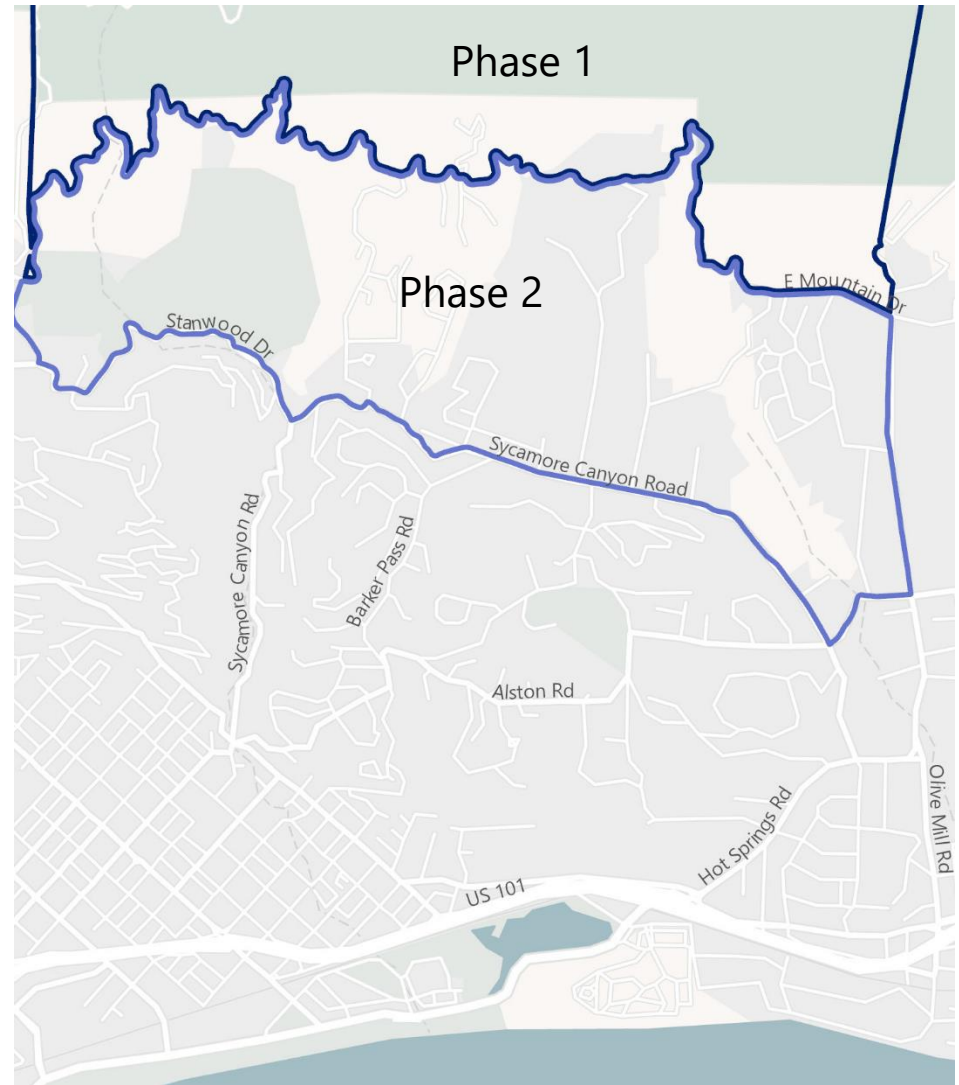 Phase 1
E Mountain Dr
Phase 2
Stanwood Dr
Sycamore Canyon Road
Sycamore Canyon Rd
Barker Pass Rd
Alston Rd
Olive Mill Rd
Hot Springs Rd
US 101